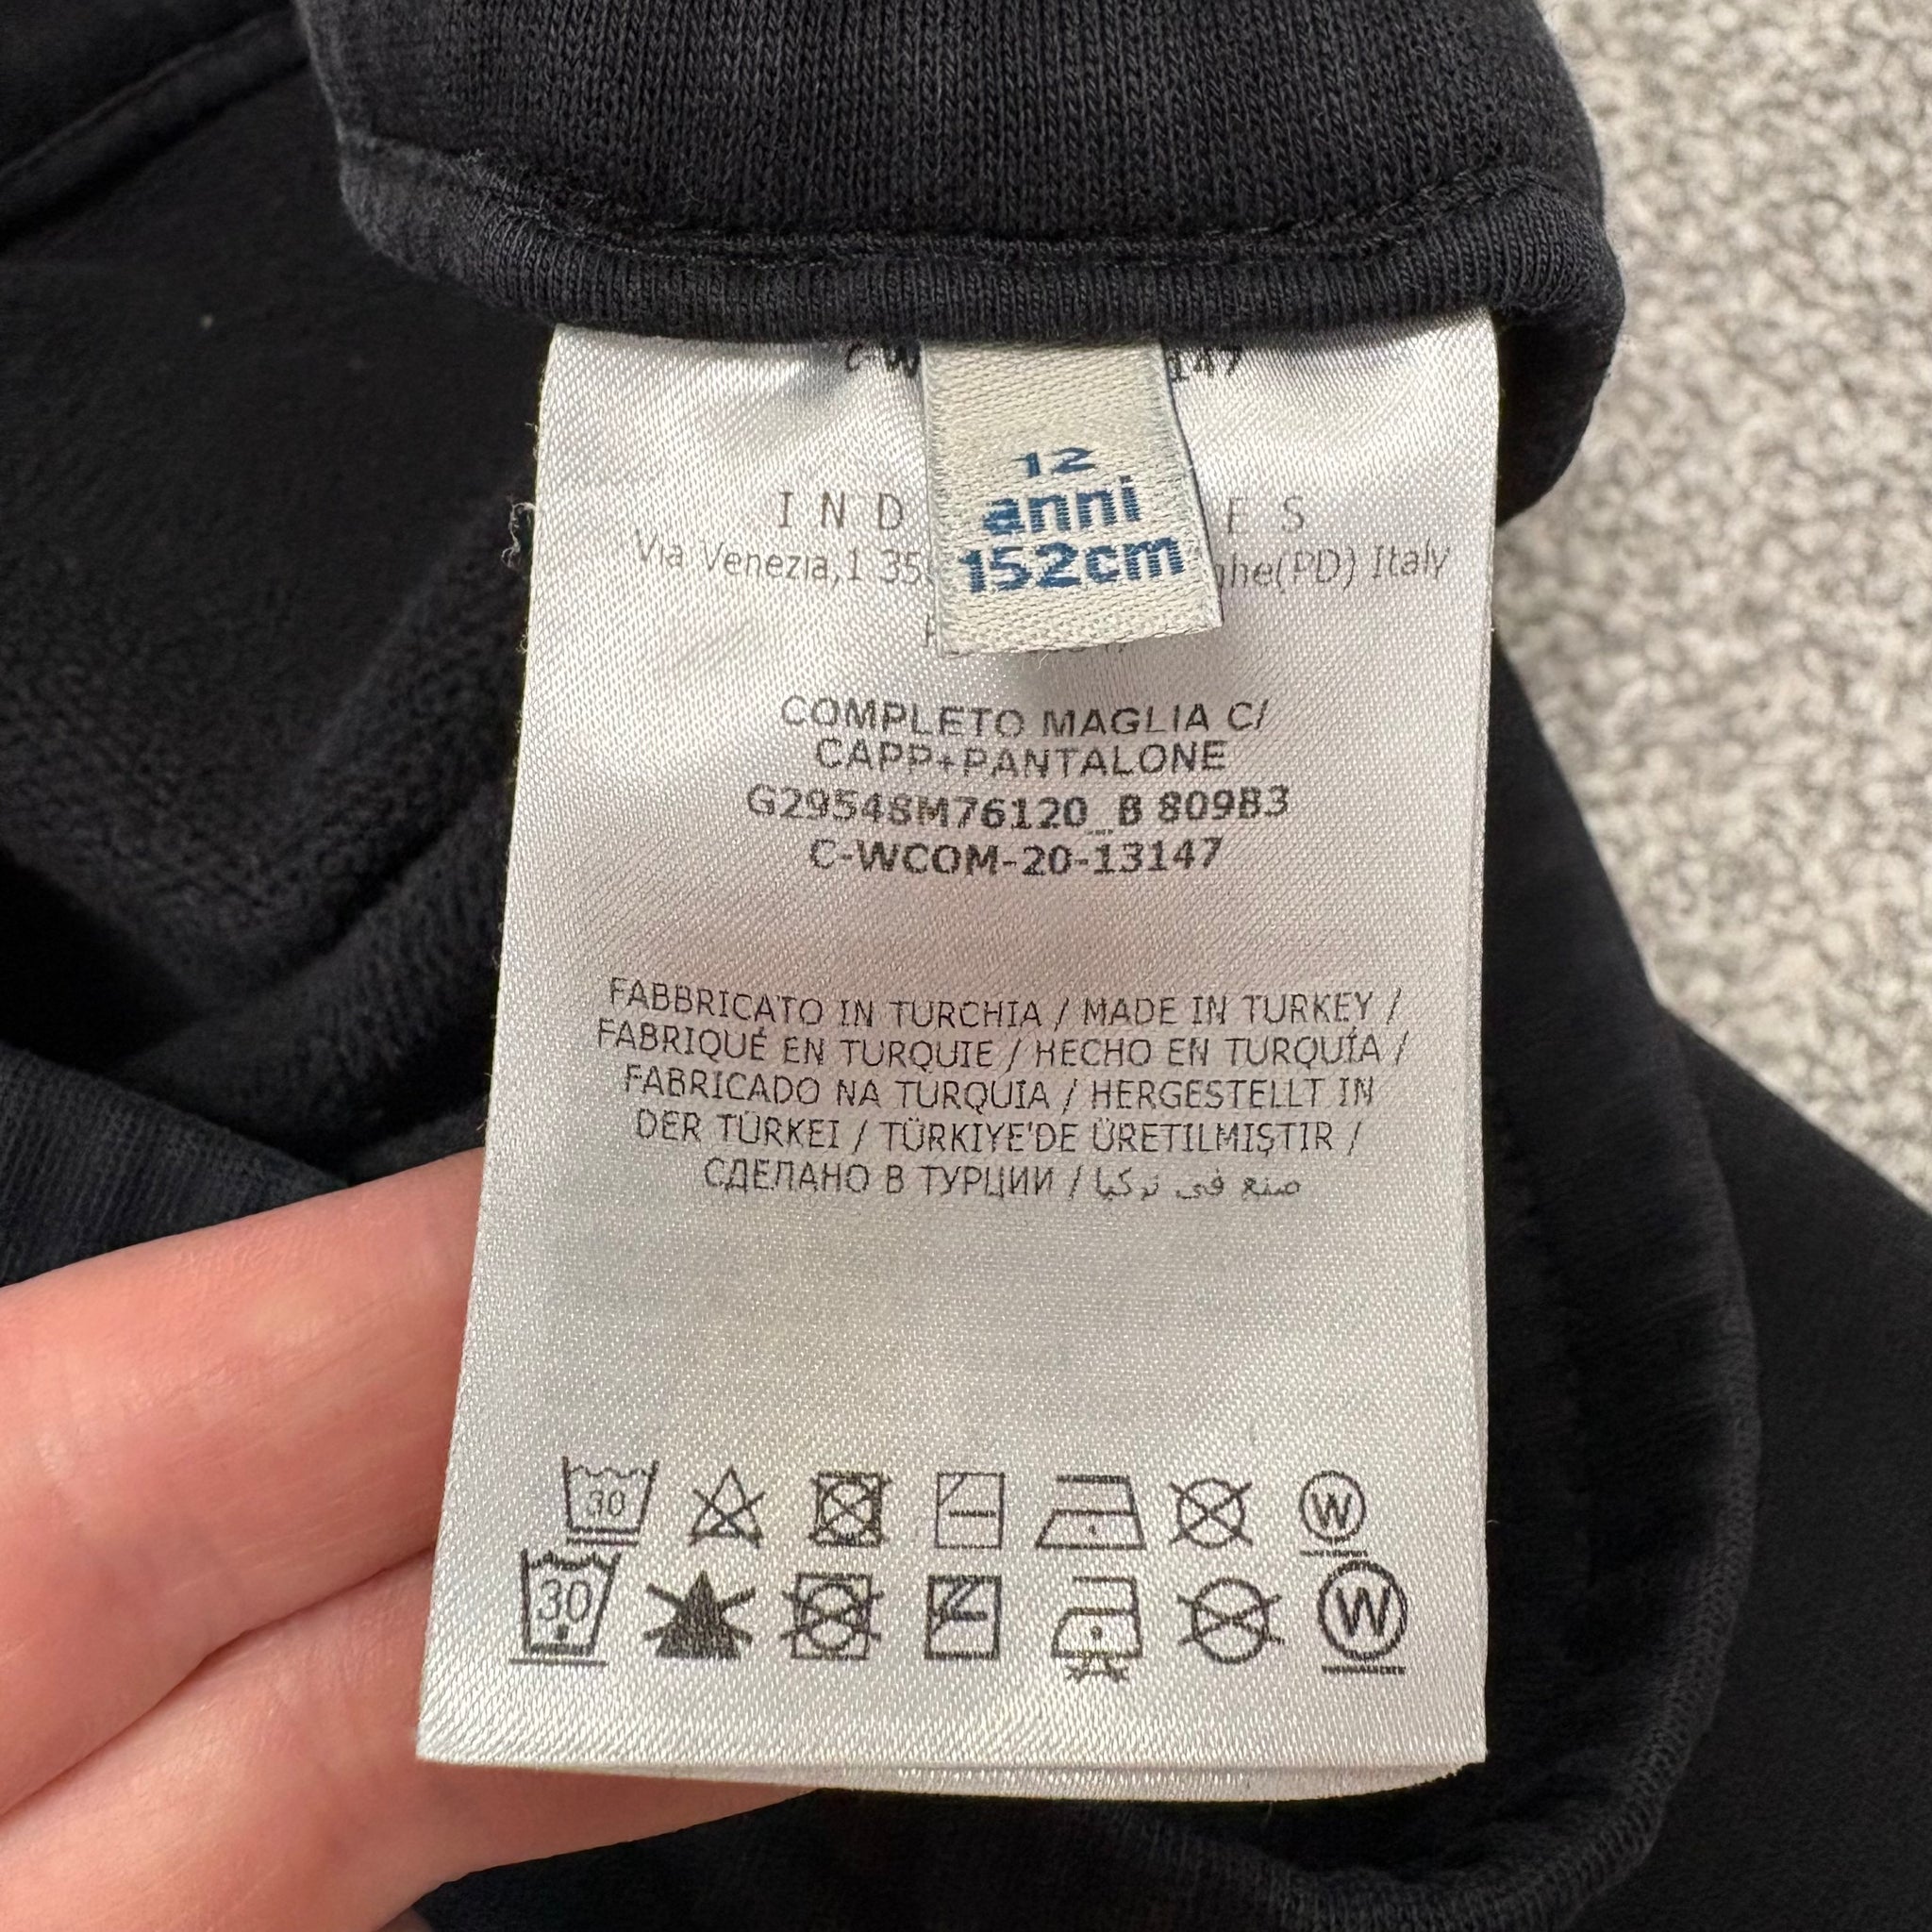 12
anni
152cm
Via Venezia,1 Italy
COMPLETO MAGLIA C/
CAPP+PANTALONE
G29548M76120_B 809B3
C-WCOM-20-13147
FABBRICATO IN TURCHIA / MADE IN TURKEY /
FABRIQUÉ EN TURQUIE / HECHO EN TURQUÍA /
FABRICADO NA TURQUIA / HERGESTELLT IN
DER TÜRKEI / TÜRKIYE'DE ÜRETILMIŞTIR /
СДЕЛАНО В ТУРЦИИ / صنع في تركيا
30 W
30 W